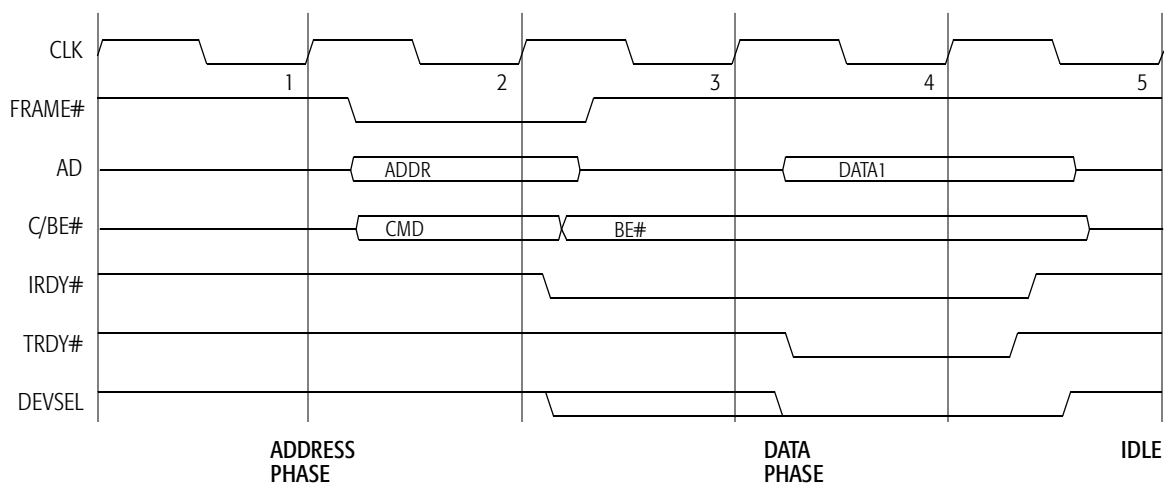 CLK
1 2 3 4 5
FRAME#
AD ADDR DATA1
C/BE# CMD BE#
IRDY#
TRDY#
DEVSEL
ADDRESS PHASE
DATA PHASE
IDLE